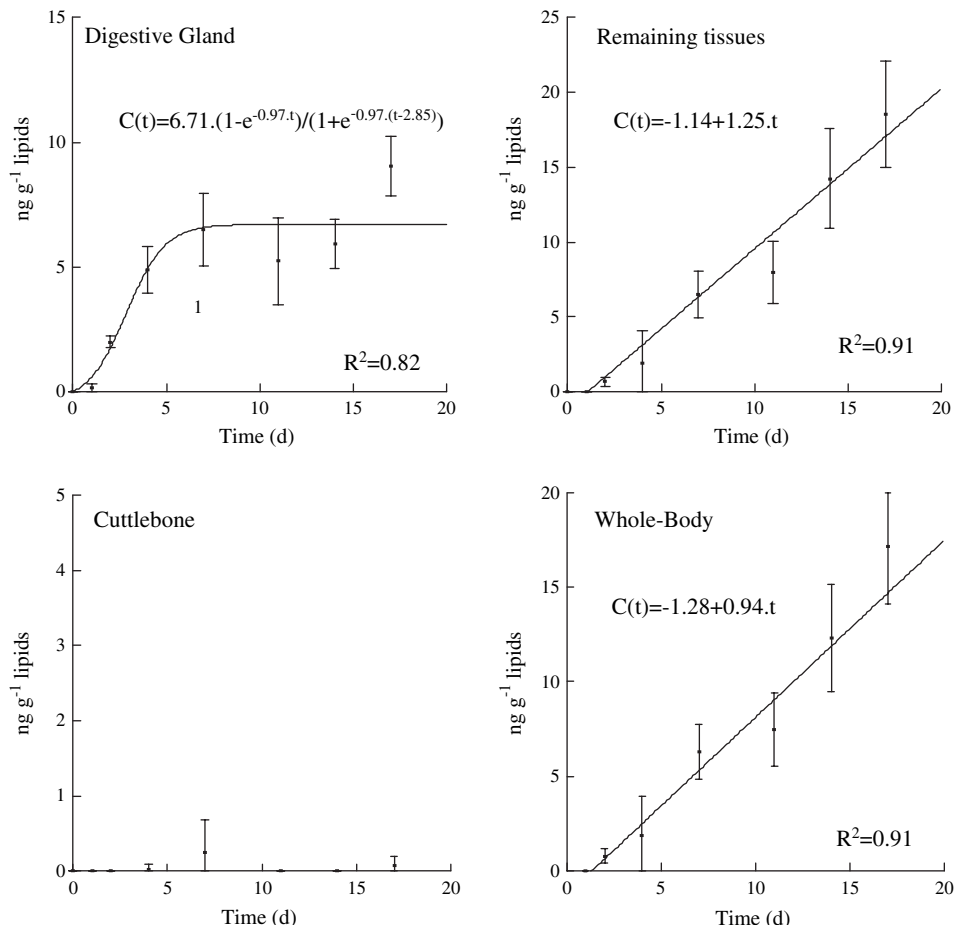 Digestive Gland
C(t)=6.71.(1-e^-0.97.t)/(1+e^-0.97.(t-2.85))
R²=0.82
l
ng g⁻¹ lipids
15
10
5
0
0 5 10 15 20
Time (d)
Remaining tissues
C(t)=-1.14+1.25.t
R²=0.91
ng g⁻¹ lipids
25
20
15
10
5
0
0 5 10 15 20
Time (d)
Cuttlebone
ng g⁻¹ lipids
5
4
3
2
1
0
0 5 10 15 20
Time (d)
Whole-Body
C(t)=-1.28+0.94.t
R²=0.91
ng g⁻¹ lipids
20
15
10
5
0
0 5 10 15 20
Time (d)